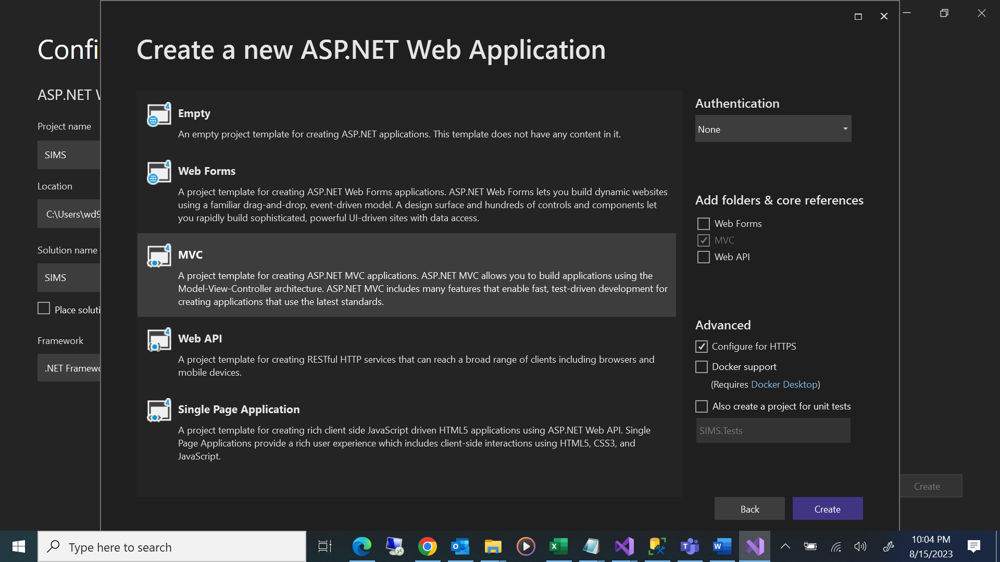 Confi
ASP.NET
Project name
SIMS
Location
C:\Users\wd9
Solution name
SIMS
Place soluti
Framework
.NET Framewo
Create a new ASP.NET Web Application
Empty
An empty project template for creating ASP.NET applications. This template does not have any content in it.
Web Forms
A project template for creating ASP.NET Web Forms applications. ASP.NET Web Forms lets you build dynamic websites
using a familiar drag-and-drop, event-driven model. A design surface and hundreds of controls and components let
you rapidly build sophisticated, powerful UI-driven sites with data access.
MVC
A project template for creating ASP.NET MVC applications. ASP.NET MVC allows you to build applications using the
Model-View-Controller architecture. ASP.NET MVC includes many features that enable fast, test-driven development for
creating applications that use the latest standards.
Web API
A project template for creating RESTful HTTP services that can reach a broad range of clients including browsers and
mobile devices.
Single Page Application
A project template for creating rich client side JavaScript driven HTML5 applications using ASP.NET Web API. Single
Page Applications provide a rich user experience which includes client-side interactions using HTML5, CSS3, and
JavaScript.
Authentication
None
Add folders & core references
Web Forms
MVC
Web API
Advanced
Configure for HTTPS
Docker support
(Requires Docker Desktop)
Also create a project for unit tests
SIMS.Tests
Back
Create
Create
Type here to search
10:04 PM
8/15/2023